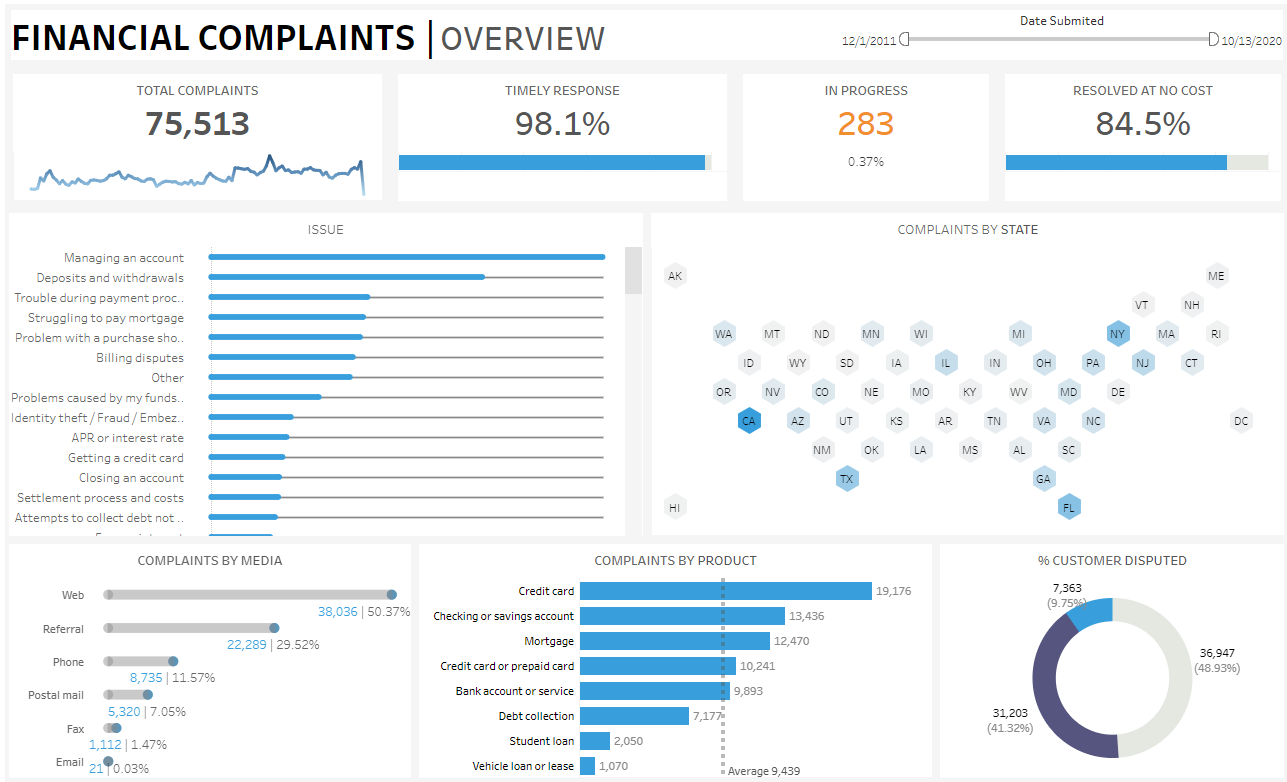 FINANCIAL COMPLAINTS | OVERVIEW
Date Submited
12/1/2011 10/13/2020
TOTAL COMPLAINTS
75,513
TIMELY RESPONSE
98.1%
IN PROGRESS
283
0.37%
RESOLVED AT NO COST
84.5%
ISSUE
Managing an account
Deposits and withdrawals
Trouble during payment proc..
Struggling to pay mortgage
Problem with a purchase sho..
Billing disputes
Other
Problems caused by my funds..
Identity theft / Fraud / Embez..
APR or interest rate
Getting a credit card
Closing an account
Settlement process and costs
Attempts to collect debt not ..
COMPLAINTS BY STATE
AK ME
VT NH
WA MT ND MN WI MI NY MA RI
ID WY SD IA IL IN OH PA NJ CT
OR NV CO NE MO KY WV MD DE
CA AZ UT KS AR TN VA NC DC
NM OK LA MS AL SC
TX GA
HI FL
COMPLAINTS BY MEDIA
Web
38,036 | 50.37%
Referral
22,289 | 29.52%
Phone
8,735 | 11.57%
Postal mail
5,320 | 7.05%
Fax
1,112 | 1.47%
Email
21 | 0.03%
COMPLAINTS BY PRODUCT
Credit card 19,176
Checking or savings account 13,436
Mortgage 12,470
Credit card or prepaid card 10,241
Bank account or service 9,893
Debt collection 7,177
Student loan 2,050
Vehicle loan or lease 1,070
Average 9,439
% CUSTOMER DISPUTED
7,363
(9.75%)
36,947
(48.93%)
31,203
(41.32%)